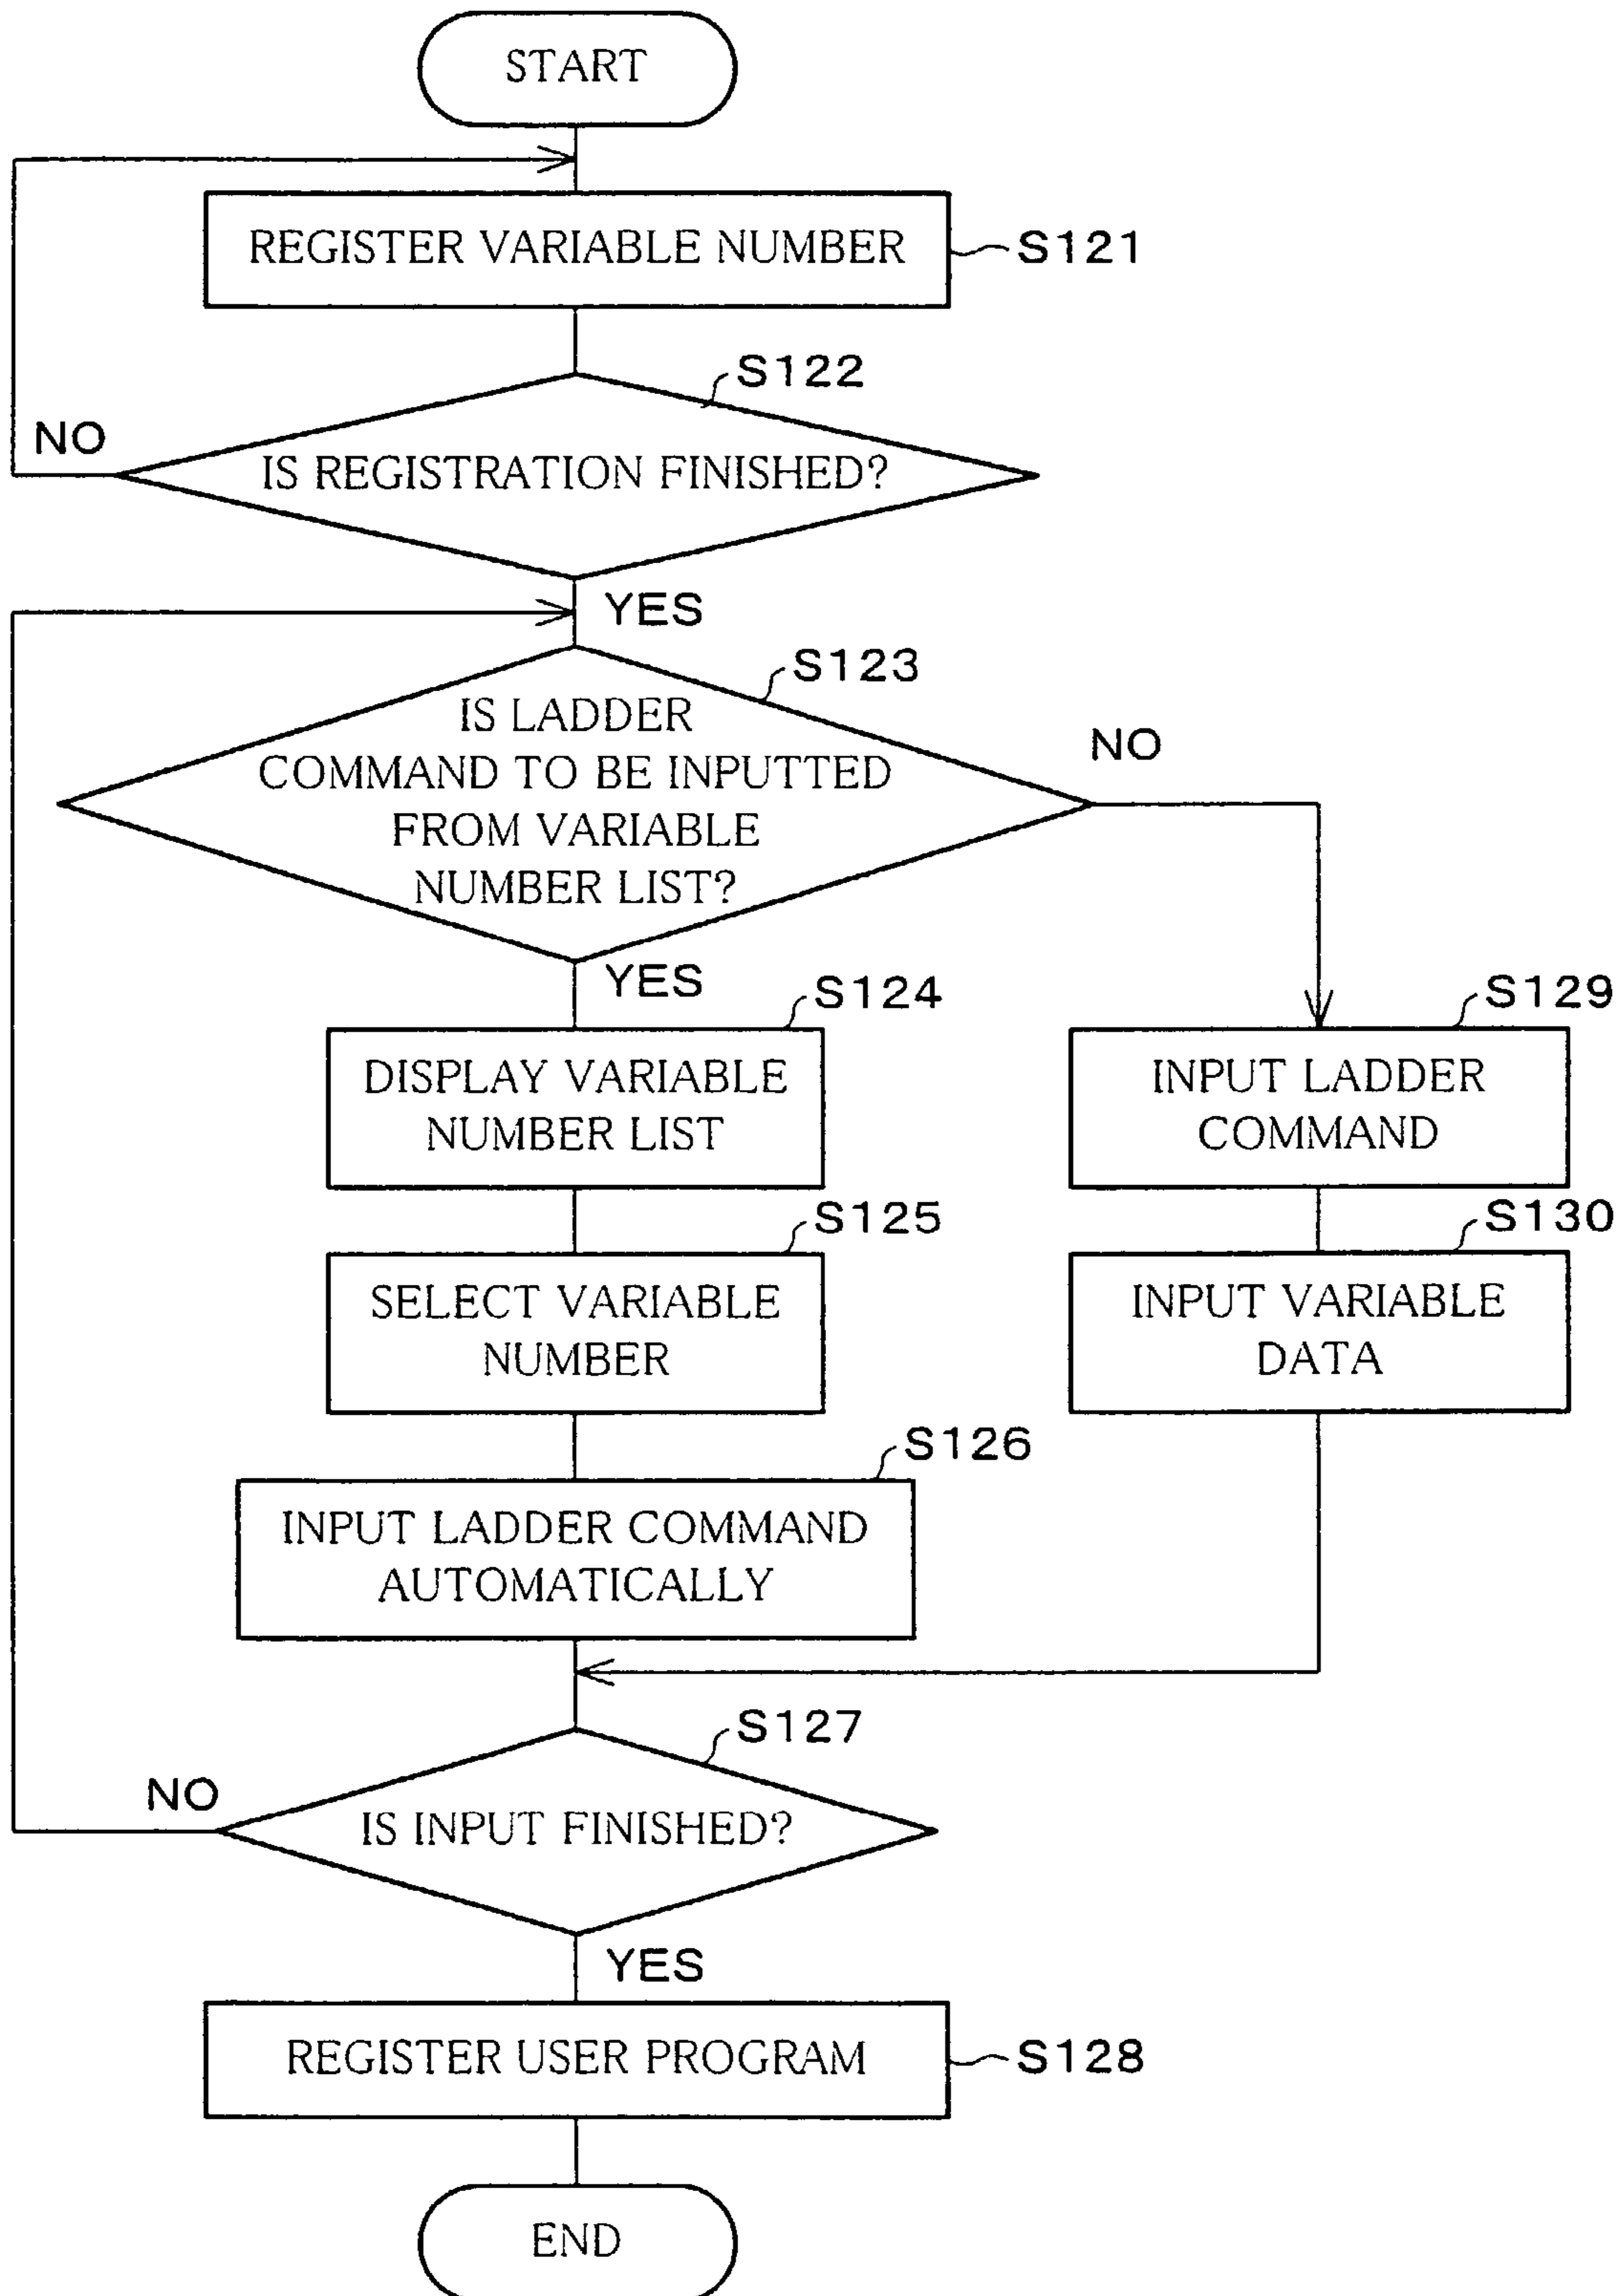 START
REGISTER VARIABLE NUMBER
S121
S122
NO
IS REGISTRATION FINISHED?
YES
S123
IS LADDER
COMMAND TO BE INPUTTED
FROM VARIABLE
NUMBER LIST?
NO
YES
S124
DISPLAY VARIABLE
NUMBER LIST
S129
INPUT LADDER
COMMAND
S125
SELECT VARIABLE
NUMBER
S130
INPUT VARIABLE
DATA
S126
INPUT LADDER COMMAND
AUTOMATICALLY
S127
NO
IS INPUT FINISHED?
YES
REGISTER USER PROGRAM
S128
END